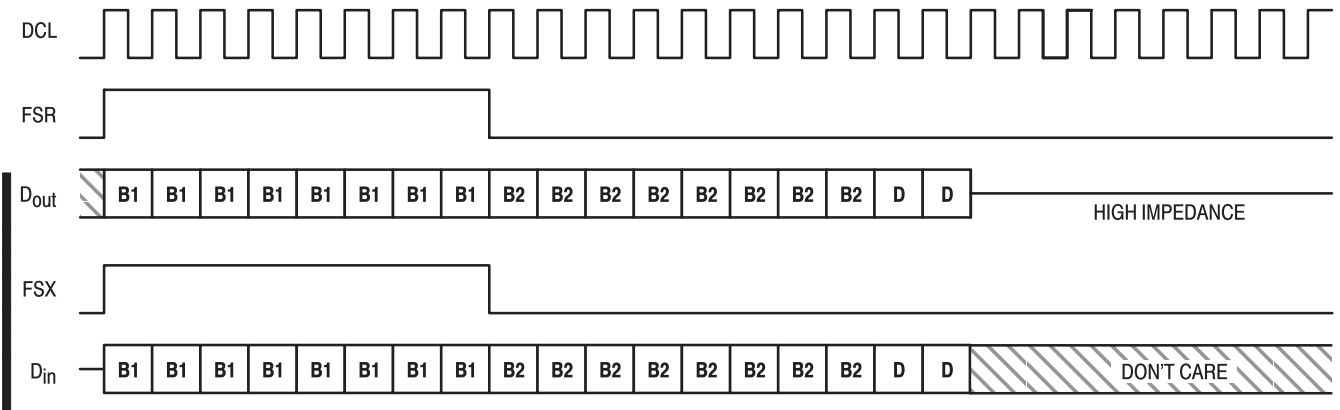 DCL
FSR
Dout B1 B1 B1 B1 B1 B1 B1 B1 B2 B2 B2 B2 B2 B2 B2 B2 D D
HIGH IMPEDANCE
FSX
Din B1 B1 B1 B1 B1 B1 B1 B1 B2 B2 B2 B2 B2 B2 B2 B2 D D DON'T CARE